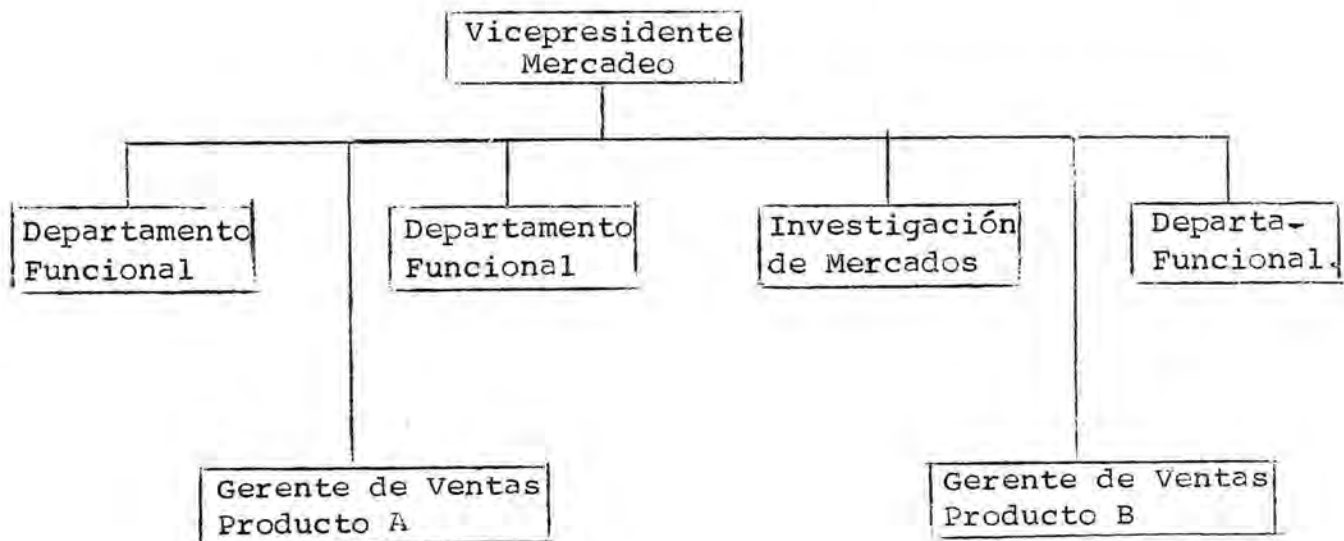 Vicepresidente
Mercadeo
Departamento
Funcional
Departamento
Funcional
Investigación
de Mercados
Departa-
Funcional.
Gerente de Ventas
Producto A
Gerente de Ventas
Producto B